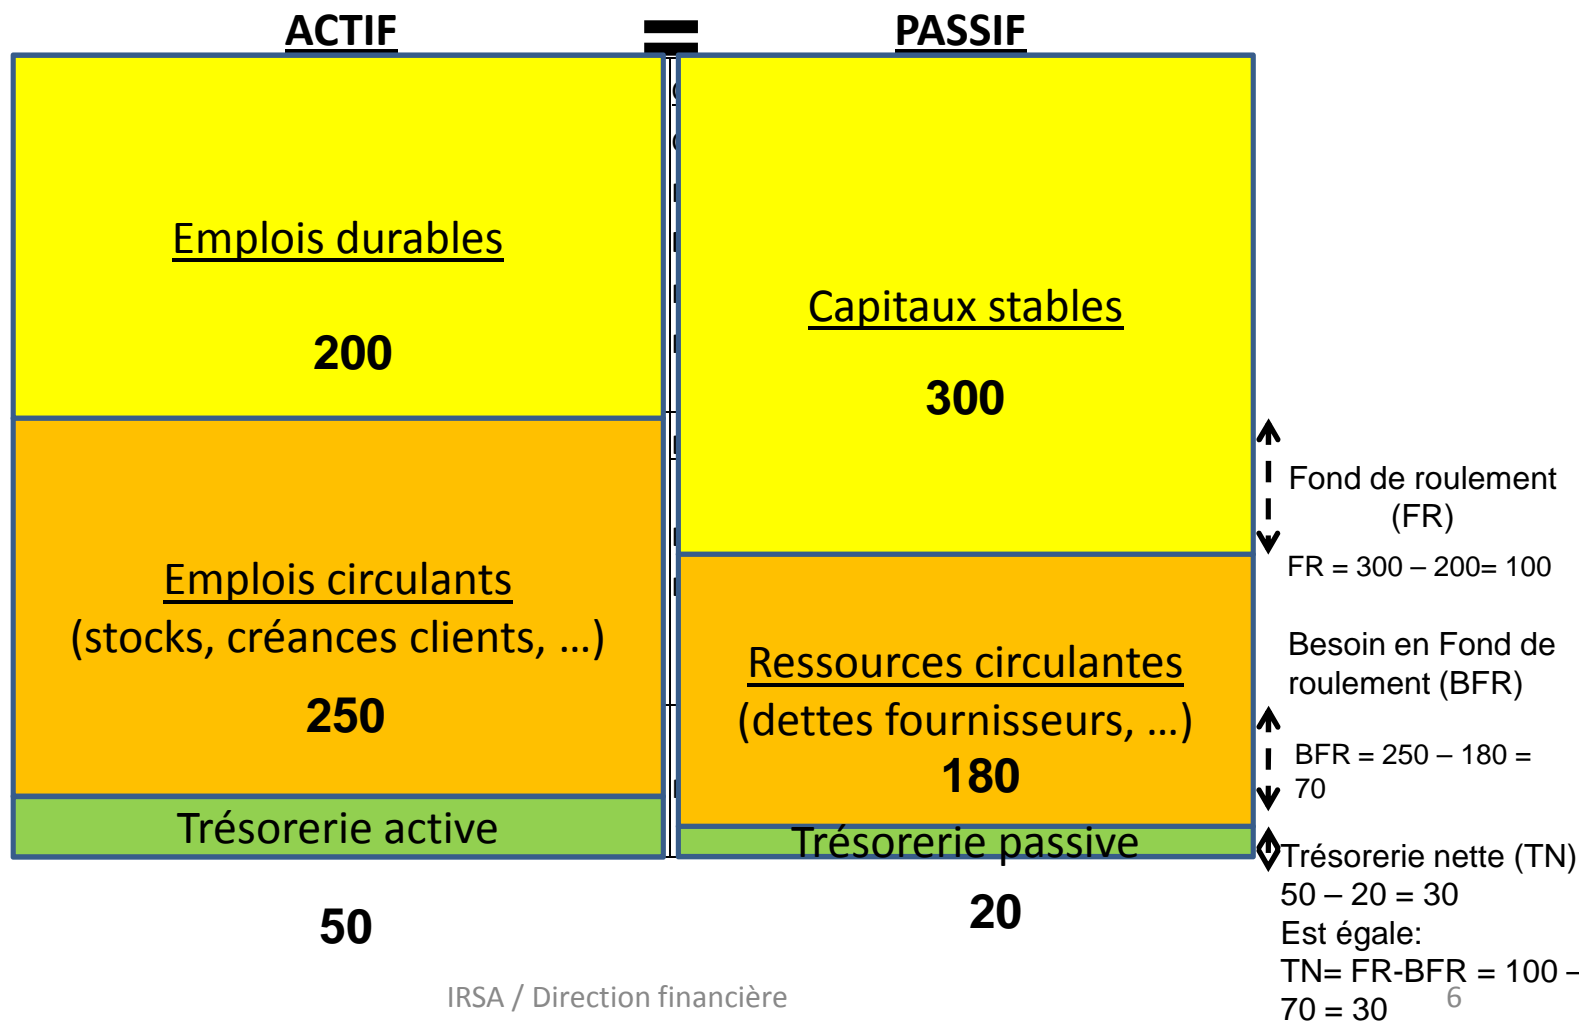 ACTIF
=
PASSIF
Emplois durables
200
Emplois circulants
(stocks, créances clients, ...)
250
Trésorerie active
50
Capitaux stables
300
Ressources circulantes
(dettes fournisseurs, ...)
180
Trésorerie passive
20
Fond de roulement
(FR)
FR = 300 – 200= 100
Besoin en Fond de
roulement (BFR)
BFR = 250 – 180 =
70
Trésorerie nette (TN)
50 – 20 = 30
Est égale:
TN= FR-BFR = 100 –
70 = 30
IRSA / Direction financière
6